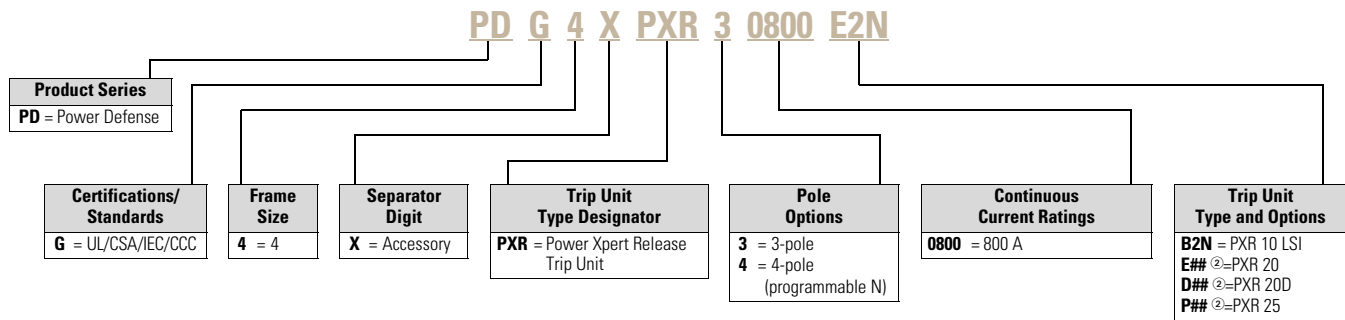 PD G 4 X PXR 3 0800 E2N
Product Series
PD = Power Defense
Certifications/
Standards
G = UL/CSA/IEC/CCC
Frame
Size
4 = 4
Separator
Digit
X = Accessory
Trip Unit
Type Designator
PXR = Power Xpert Release
Trip Unit
Pole
Options
3 = 3-pole
4 = 4-pole
(programmable N)
Continuous
Current Ratings
0800 = 800 A
Trip Unit
Type and Options
B2N = PXR 10 LSI
E## ②=PXR 20
D## ②=PXR 20D
P## ②=PXR 25